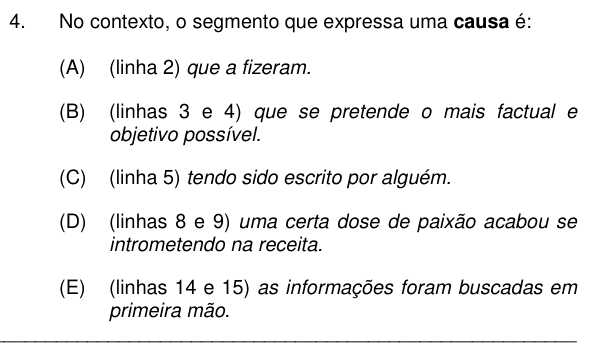 4. No contexto, o segmento que expressa uma causa é:
(A) (linha 2) que a fizeram.
(B) (linhas 3 e 4) que se pretende o mais factual e
objetivo possível.
(C) (linha 5) tendo sido escrito por alguém.
(D) (linhas 8 e 9) uma certa dose de paixão acabou se
intrometendo na receita.
(E) (linhas 14 e 15) as informações foram buscadas em
primeira mão.